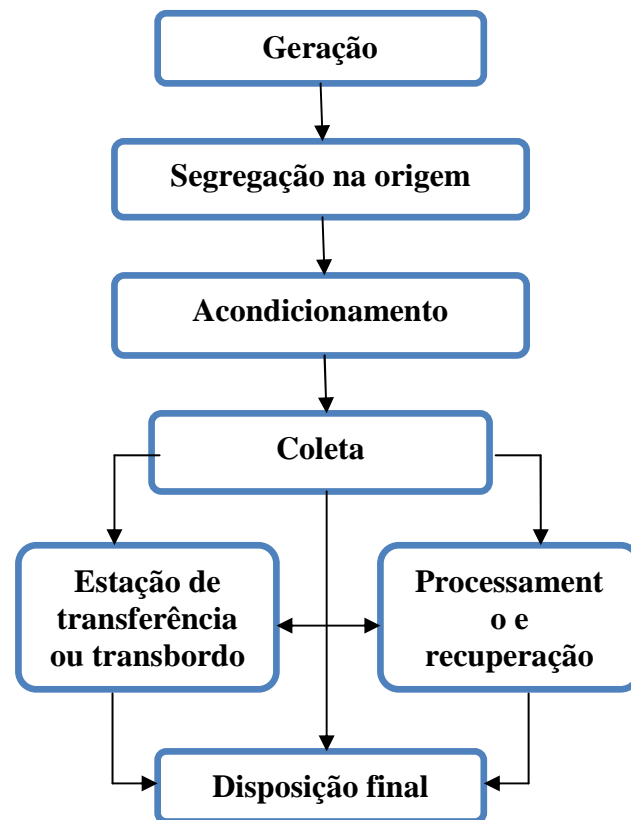 Geração
Segregação na origem
Acondicionamento
Coleta
Estação de
transferência
ou transbordo
Processament
o e
recuperação
Disposição final